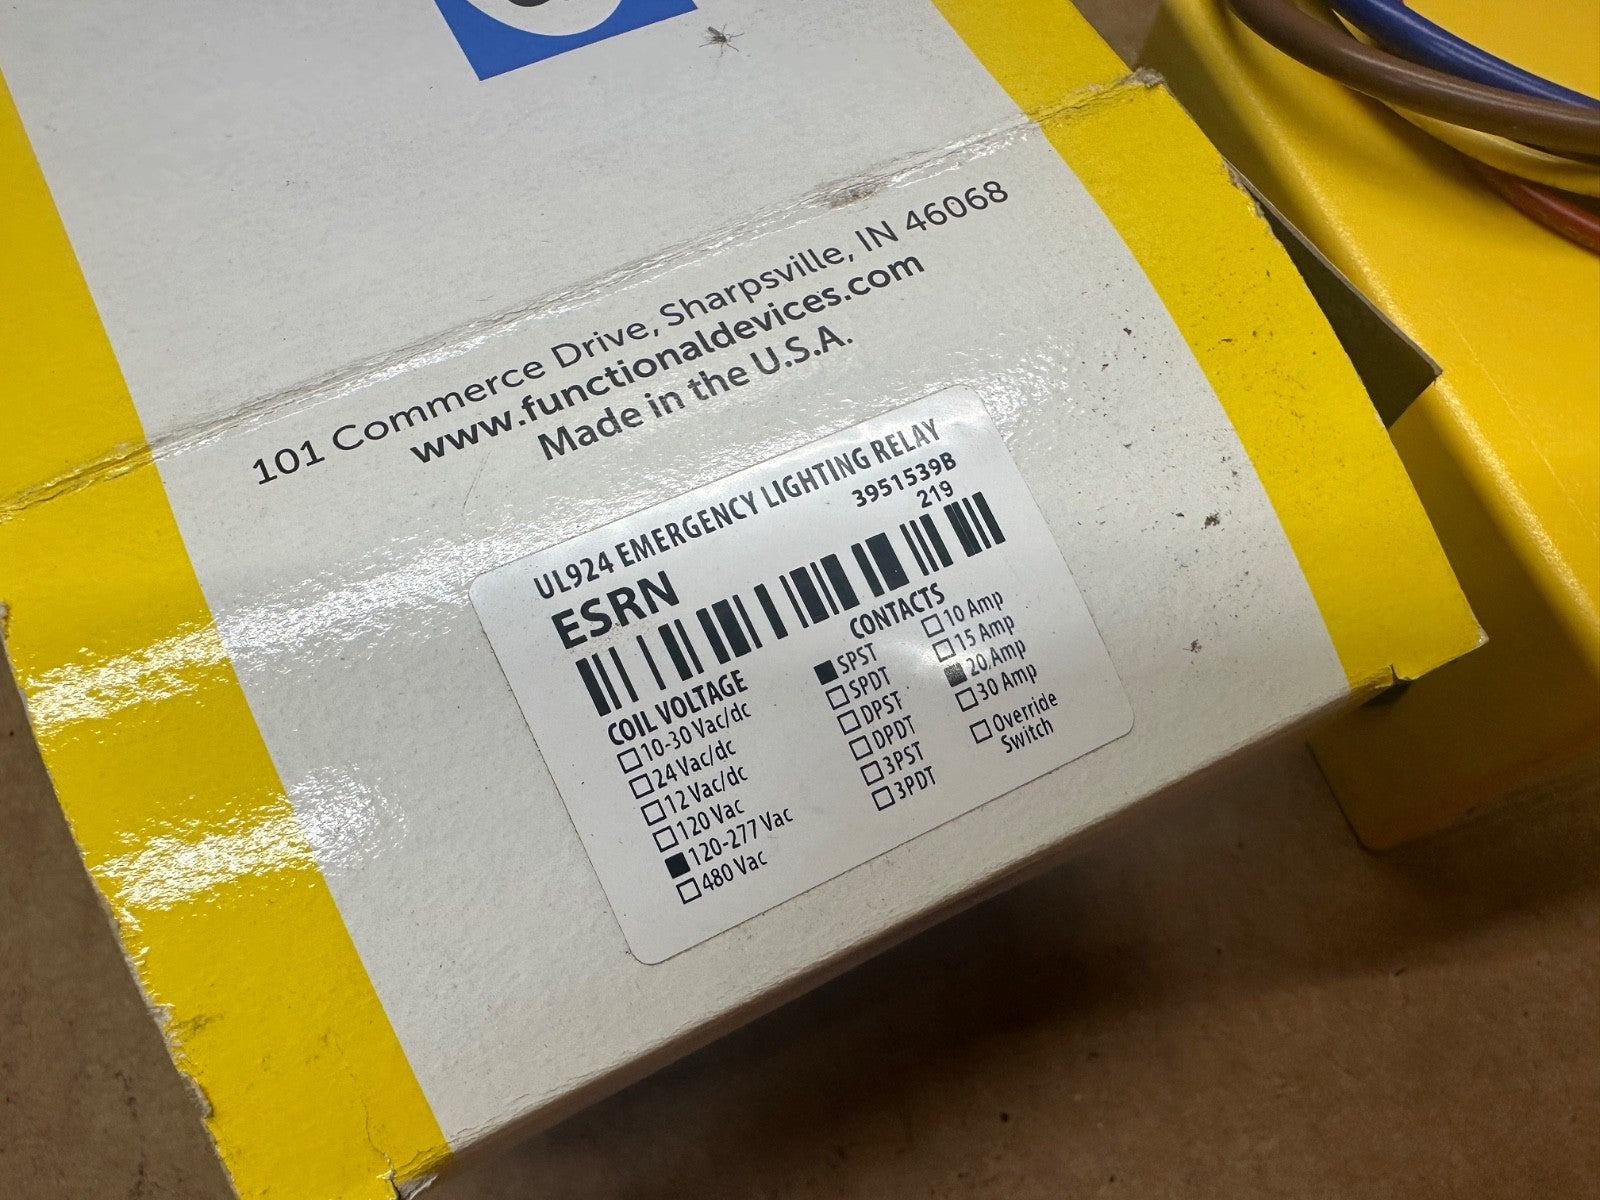 101 Commerce Drive, Sharpsville, IN 46068
www.functionaldevices.com
Made in the U.S.A.
UL924 EMERGENCY LIGHTING RELAY
ESRN
3951539B
219
COIL VOLTAGE
10-30 Vac/dc
24 Vac/dc
12 Vac/dc
120 Vac
120-277 Vac
480 Vac
CONTACTS
SPST
SPDT
DPST
DPDT
3PST
3PDT
10 Amp
15 Amp
20 Amp
30 Amp
Override
Switch